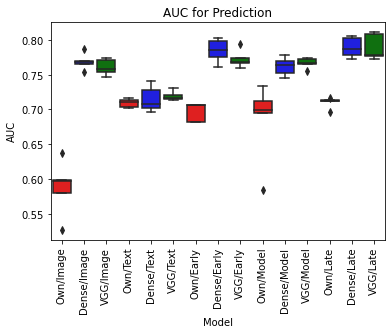 AUC for Prediction
0.80
0.75
0.70
0.65
0.60
0.55
AUC
Own/Image
Dense/Image
VGG/Image
Own/Text
Dense/Text
VGG/Text
Own/Early
Dense/Early
VGG/Early
Own/Model
Dense/Model
VGG/Model
Own/Late
Dense/Late
VGG/Late
Model